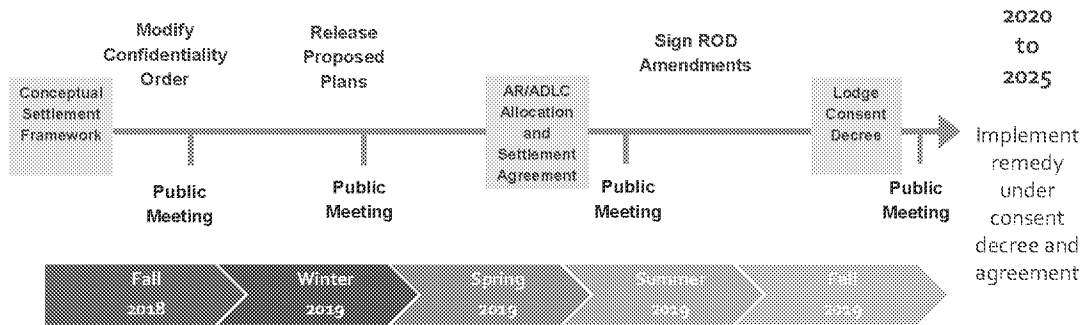 Modify
Confidentiality
Order
Release
Proposed
Plans
Sign ROD
Amendments
2020
to
2025
Conceptual
Settlement
Framework
AR/ADLC
Allocation
and
Settlement
Agreement
Lodge
Consent
Decree
Public
Meeting
Public
Meeting
Public
Meeting
Public
Meeting
Implement
remedy
under
consent
decree and
agreement
Fall
2018
Winter
2019
Spring
2019
Summer
2019
Fall
2019